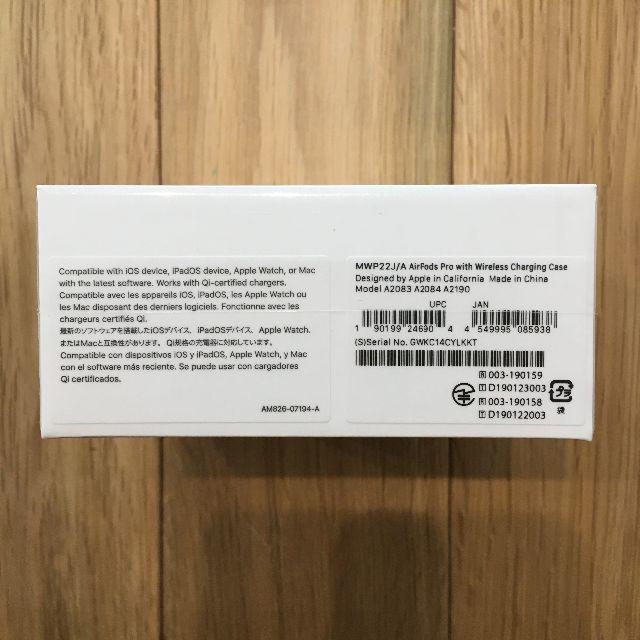 Compatible with iOS device, iPadOS device, Apple Watch, or Mac
with the latest software. Works with Qi-certified chargers.
Compatible avec les appareils iOS, iPadOS, les Apple Watch ou
les Mac disposant des derniers logiciels. Fonctionne avec les
chargeurs certifiés Qi.
最新のソフトウェアを搭載したiOSデバイス、iPadOSデバイス、Apple Watch、
またはMacと互換性があります。Qi規格の充電器に対応しています。
Compatible con dispositivos iOS y iPadOS, Apple Watch, y Mac
con el software más reciente. Se puede usar con cargadores
Qi certificados.
AM826-07194-A
MWP22J/A AirPods Pro with Wireless Charging Case
Designed by Apple in California Made in China
Model A2083 A2084 A2190
UPC JAN
1 90199 24690 4 4 549995 085938
(S)Serial No. GWKC14CYLKKT
R 003-190159
T D190123003
R 003-190158
T D190122003
プラ
袋